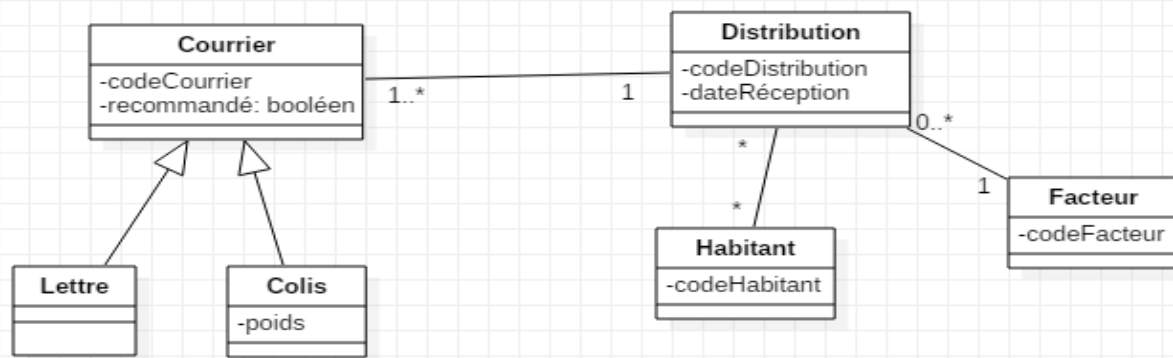 Courrier
-codeCourrier
-recommandé: booléen
1..*
1
Distribution
-codeDistribution
-dateRéception
0..*
1
*
*
Facteur
-codeFacteur
Habitant
-codeHabitant
Lettre
Colis
-poids